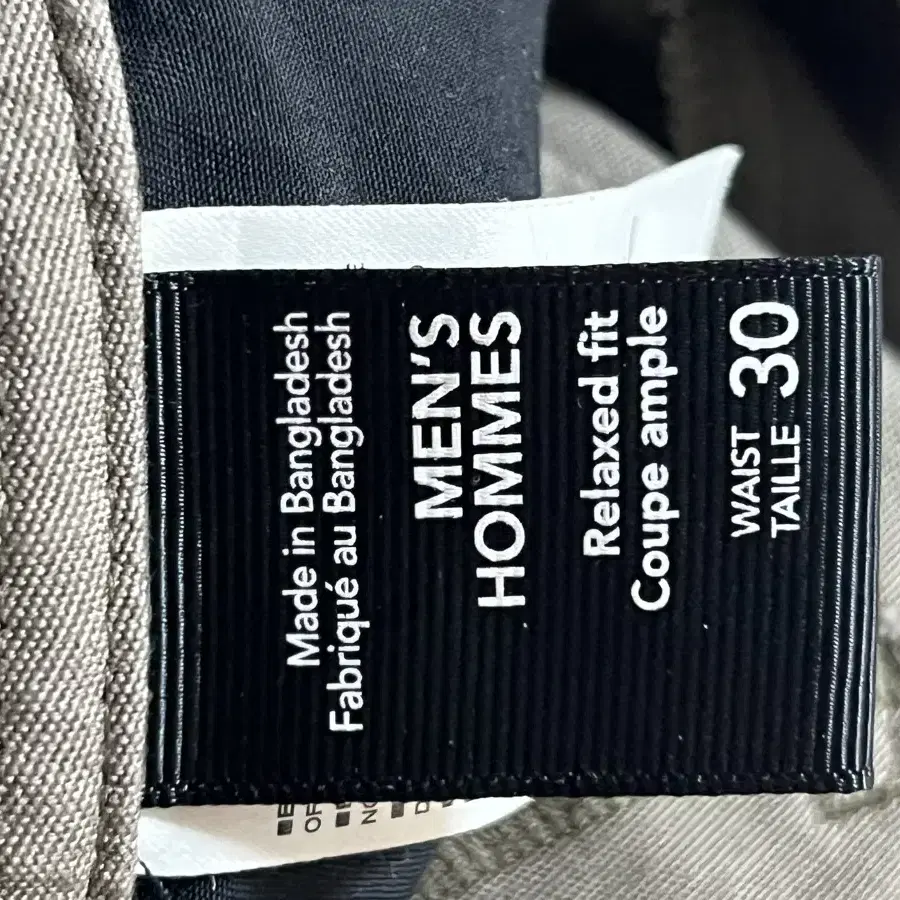 Made in Bangladesh
Fabriqué au Bangladesh
MEN'S
HOMMES
Relaxed fit
Coupe ample
WAIST
TAILLE 30